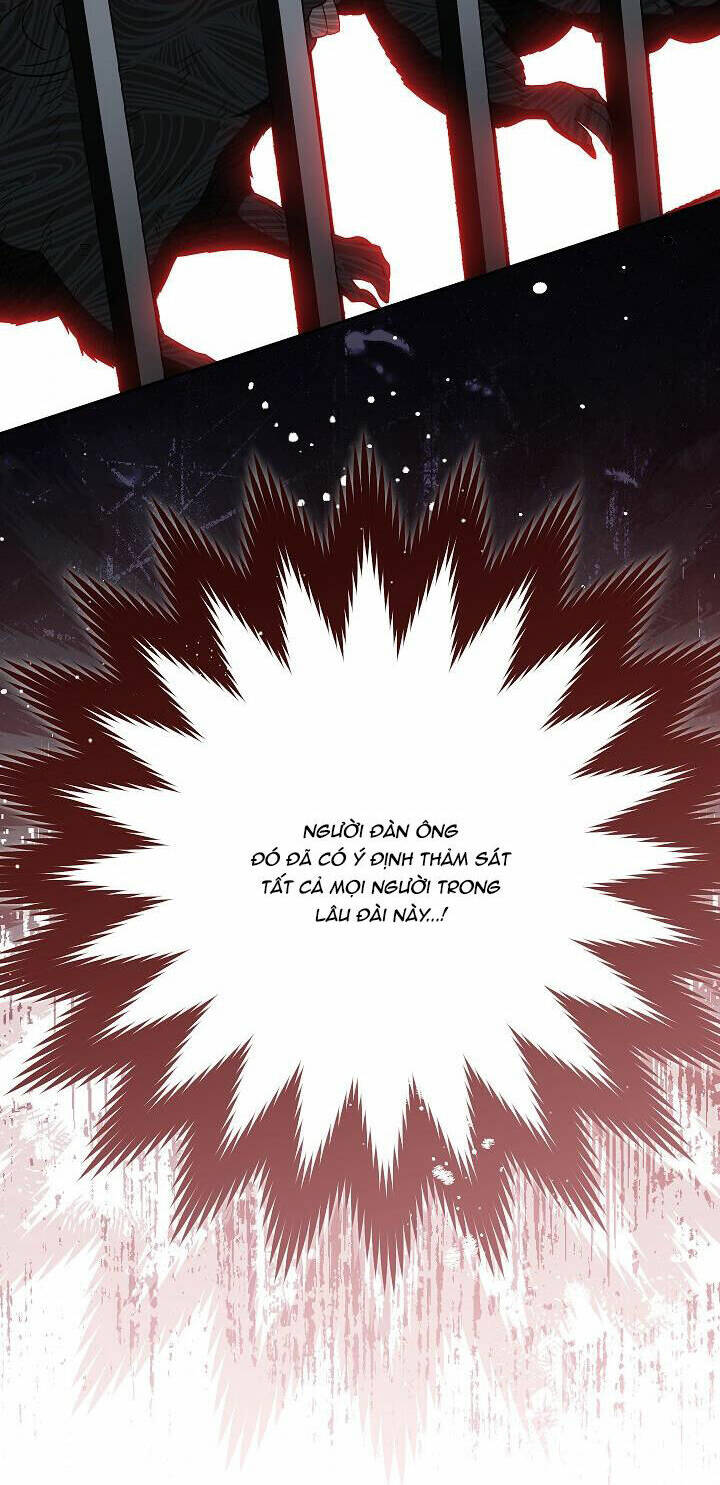 NGƯỜI ĐÀN ÔNG
ĐÓ ĐÃ CÓ Ý ĐỊNH THẢM SÁT
TẤT CẢ MỌI NGƯỜI TRONG
LÂU ĐÀI NÀY..!